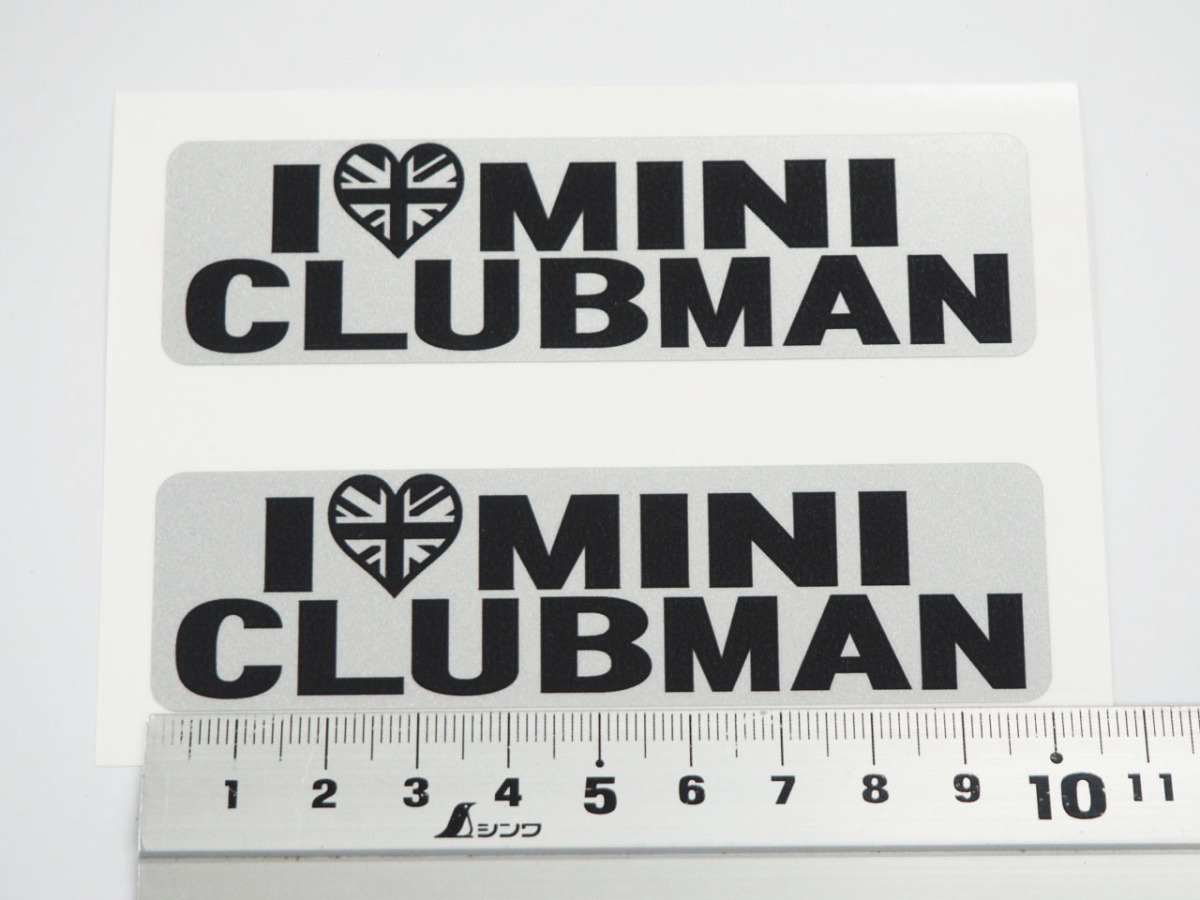 I MINI
CLUBMAN
I MINI
CLUBMAN
1 2 3 4 5 6 7 8 9 10 11
シンワ